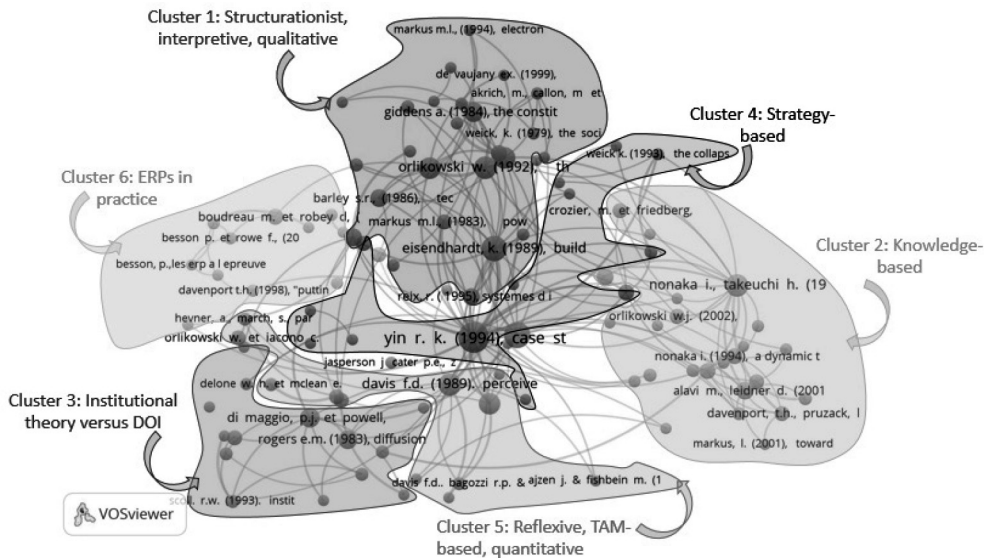 Cluster 1: Structurationist,
interpretive, qualitative
markus m.l., (1994), electron
de vaujany ex. (1999),
akrich, m., callon, m et
giddens a. (1984), the constit
weick, k. (1979), the soci
Cluster 4: Strategy-
based
orlikowski w. (1992), th
weick k. (1993), the collaps
Cluster 6: ERPs in
practice
barley s.r., (1986), tec
boudreau m. et robey d, (
markus m.l., (1983), pow
crozier, m. et friedberg,
besson p. et rowe f., (20
eisendhardt, k. (1989), build
Cluster 2: Knowledge-
based
besson, p.,les erp a l epreuve
davenport t.h., (1998), "puttin
reix, r. (1995), systèmes d i
nonaka i., takeuchi h. (19
hevner, a., march, s., par
orlikowski w.j. (2002),
orlikowski w. et iacono c.
yin r. k. (1994), case st
jasperson j cater p.e., z
nonaka i. (1994), a dynamic t
delone w. h. et mclean e.
davis f.d. (1989). perceive
alavi m., leidner d. (2001
Cluster 3: Institutional
theory versus DOI
di maggio, p.j. et powell,
davenport, t.h., pruzack, l
rogers e.m. (1983), diffusion
markus, l. (2001), toward
davis f.d.. bagozzi r.p. &
ajzen j. & fishbein m. (1
r.w. (1993). instit
VOSviewer
Cluster 5: Reflexive, TAM-
based, quantitative